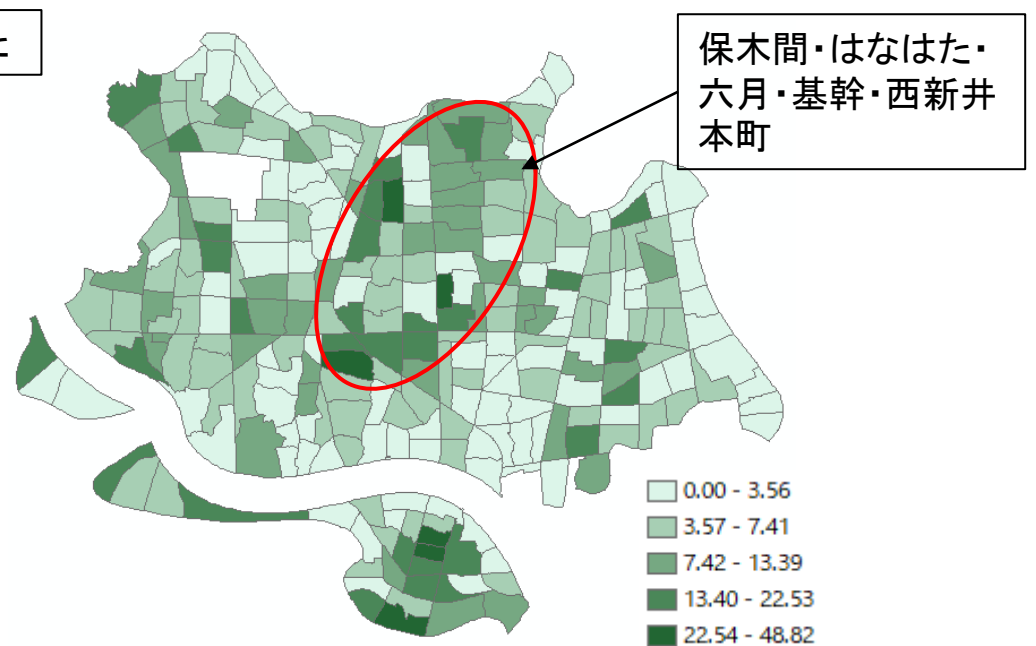 保木間・はなはた・
六月・基幹・西新井
本町
0.00 - 3.56
3.57 - 7.41
7.42 - 13.39
13.40 - 22.53
22.54 - 48.82